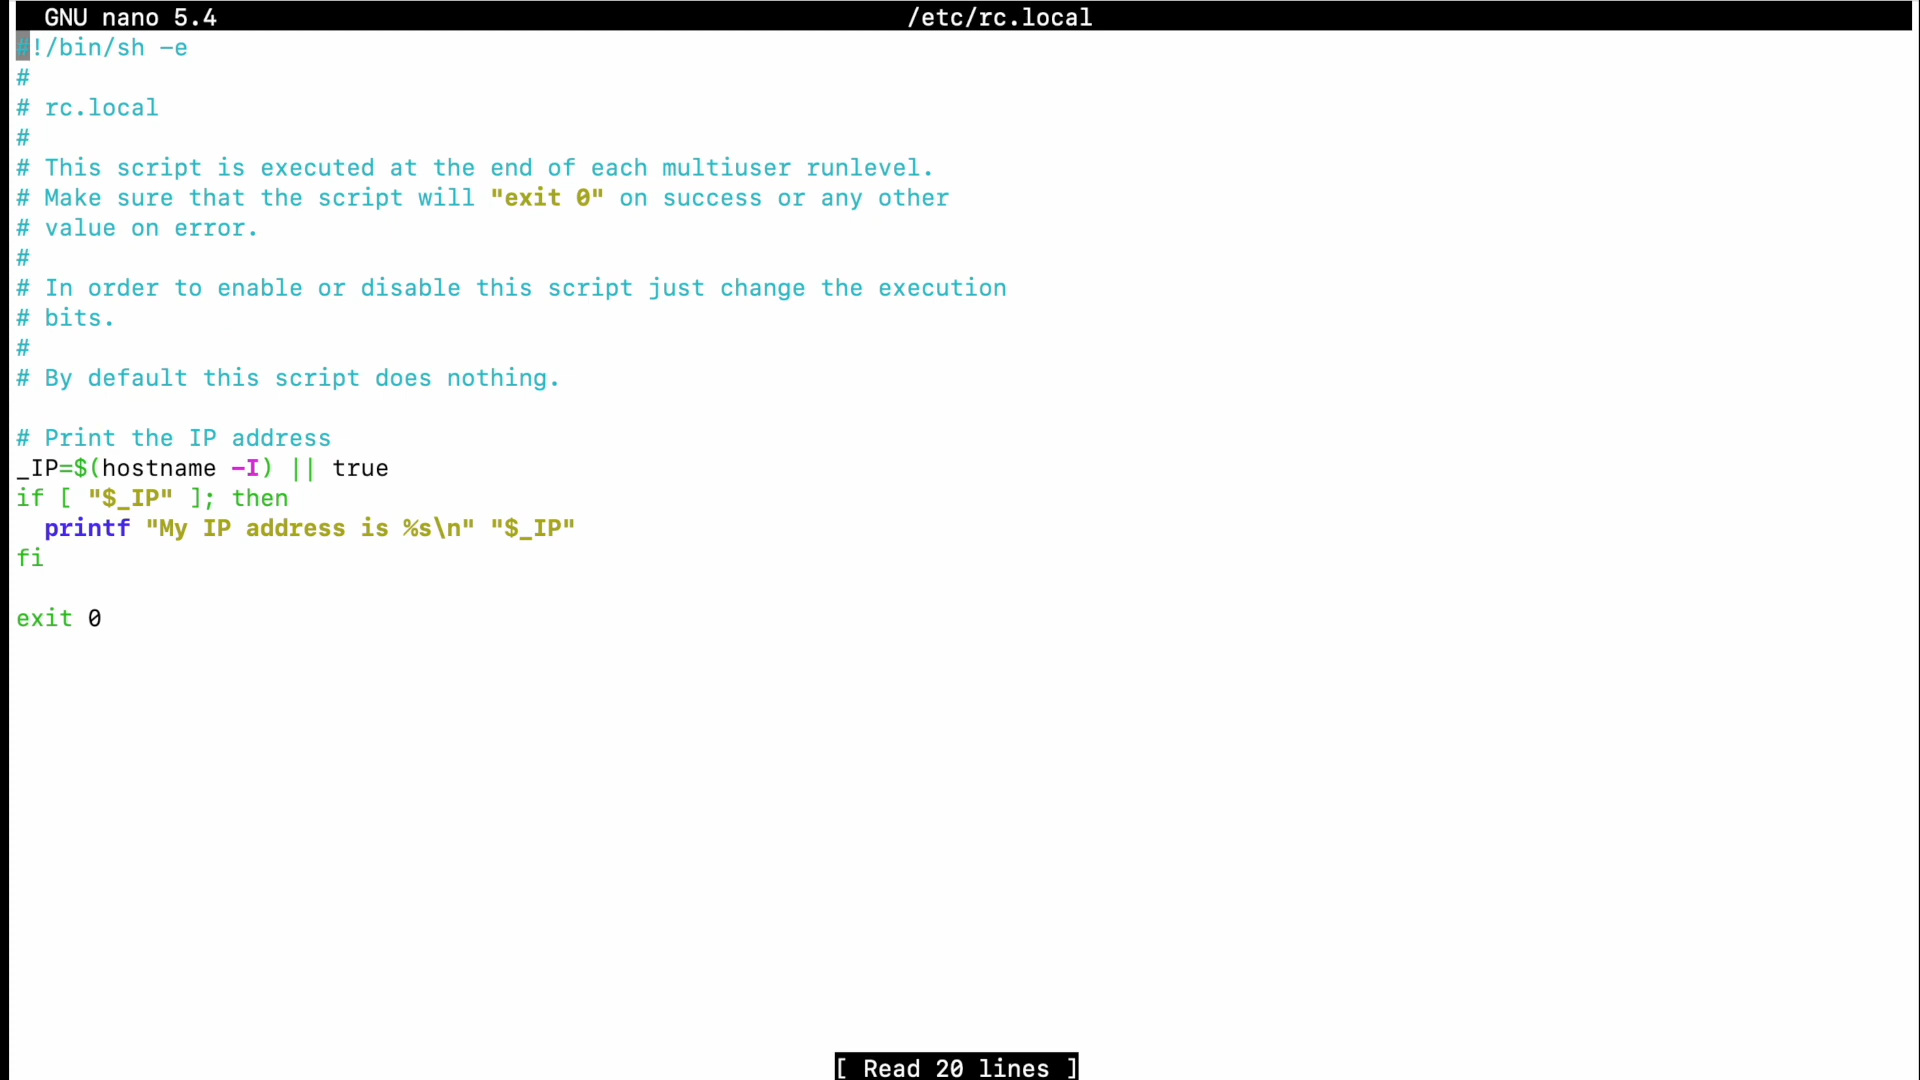 GNU nano 5.4 /etc/rc.local
#!/bin/sh -e
#
# rc.local
#
# This script is executed at the end of each multiuser runlevel.
# Make sure that the script will "exit 0" on success or any other
# value on error.
#
# In order to enable or disable this script just change the execution
# bits.
#
# By default this script does nothing.

# Print the IP address
_IP=$(hostname -I) || true
if [ "$_IP" ]; then
  printf "My IP address is %s\n" "$_IP"
fi

exit 0
[ Read 20 lines ]